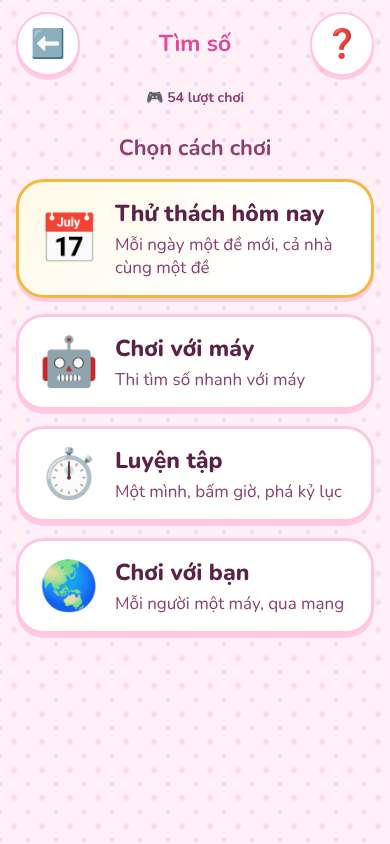 Tìm số
54 lượt chơi
Chọn cách chơi
July
17
Thử thách hôm nay
Mỗi ngày một đề mới, cả nhà
cùng một đề
Chơi với máy
Thi tìm số nhanh với máy
Luyện tập
Một mình, bấm giờ, phá kỷ lục
Chơi với bạn
Mỗi người một máy, qua mạng